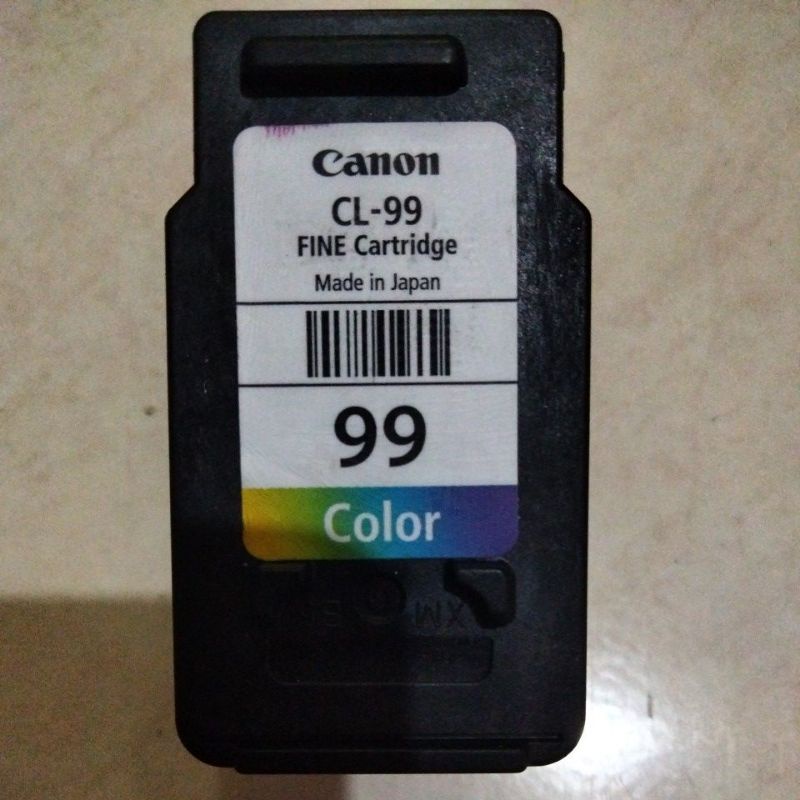 Canon
CL-99
FINE Cartridge
Made in Japan
99
Color